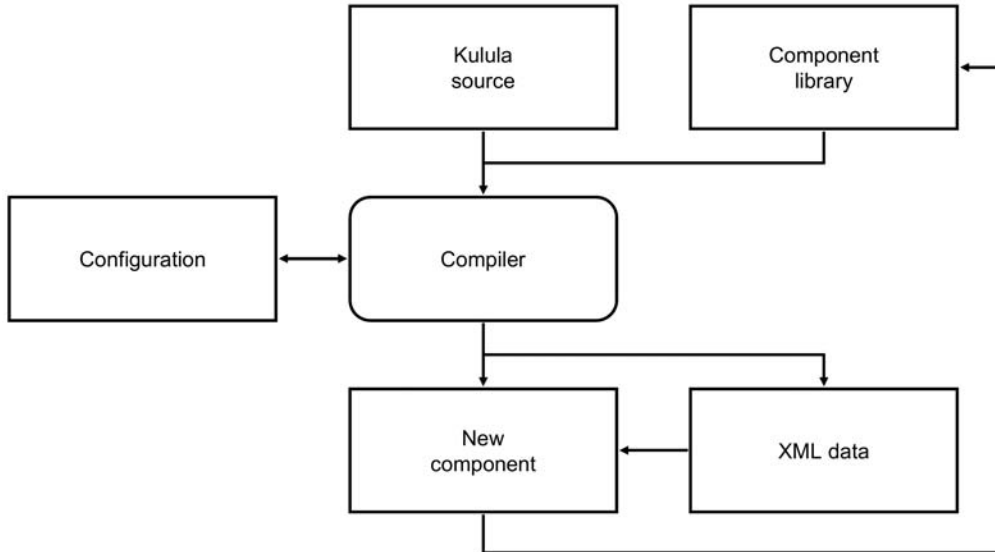 Kulula
source
Component
library
Configuration
Compiler
New
component
XML data